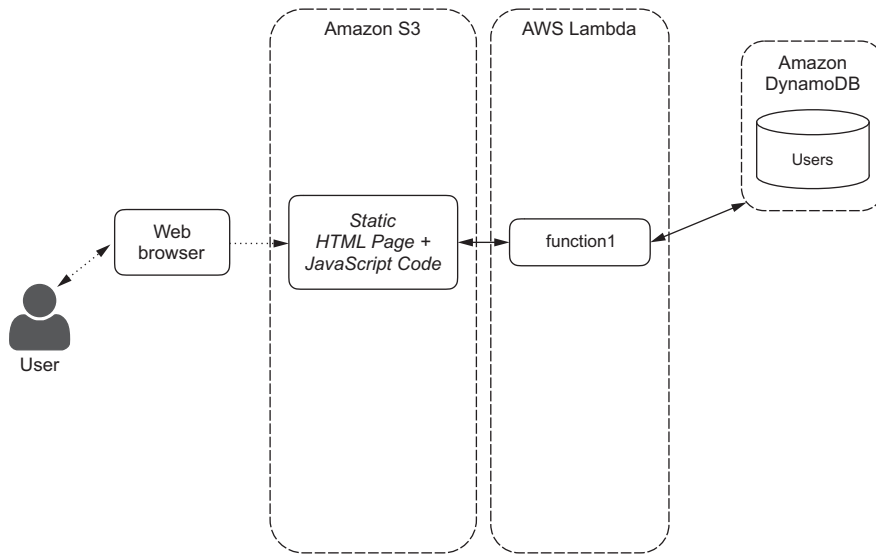 Amazon S3
AWS Lambda
Amazon
DynamoDB
Users
Static
HTML Page +
JavaScript Code
function1
Web
browser
User